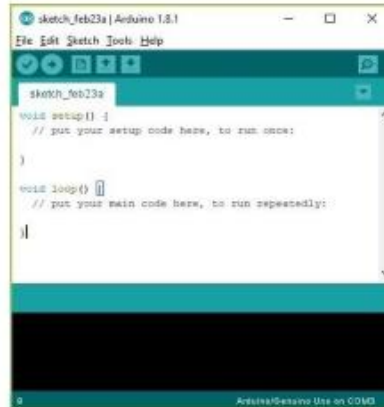 sketch_feb23a | Arduino 1.8.1
File Edit Sketch Tools Help
sketch_feb23a
void setup() {
// put your setup code here, to run once:
}
void loop() {
// put your main code here, to run repeatedly:
}
9
Arduino/Genuino Uno on COM3